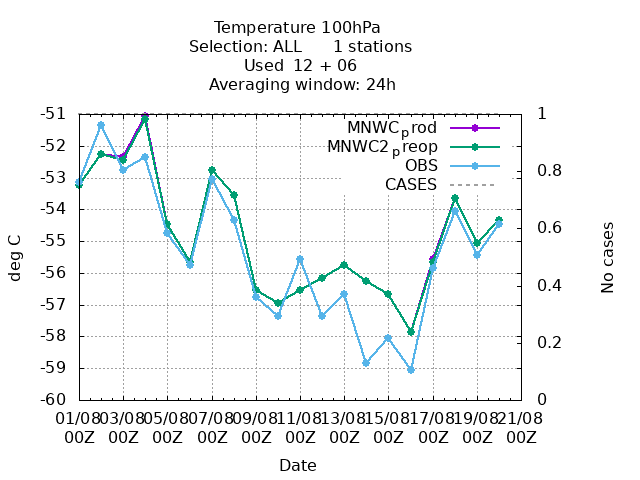 Temperature 100hPa
Selection: ALL 1 stations
Used 12 + 06
Averaging window: 24h
-51 1
-52
-53 0.8
-54
-55 0.6
-56 0.4
-57
-58 0.2
-59
-60 0
MNWCprod
MNWC2preop
OBS
CASES
deg C
No cases
01/08 03/08 05/08 07/08 09/08 11/08 13/08 15/08 17/08 19/08 21/08
00Z 00Z 00Z 00Z 00Z 00Z 00Z 00Z 00Z 00Z 00Z
Date